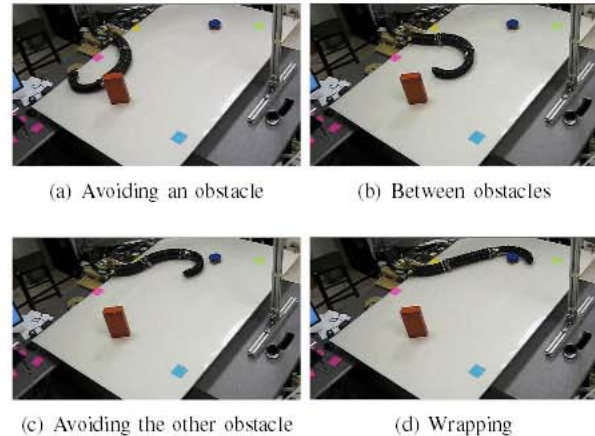 (a) Avoiding an obstacle
(b) Between obstacles
(c) Avoiding the other obstacle
(d) Wrapping